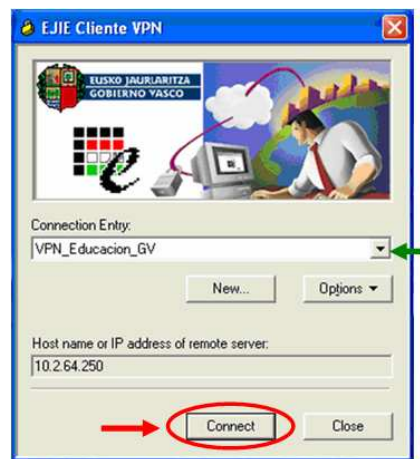 EJIE Cliente VPN
EUSKO JAURLARITZA
GOBIERNO VASCO
Connection Entry:
VPN_Educacion_GV
New...
Options
Host name or IP address of remote server:
10.2.64.250
Connect
Close